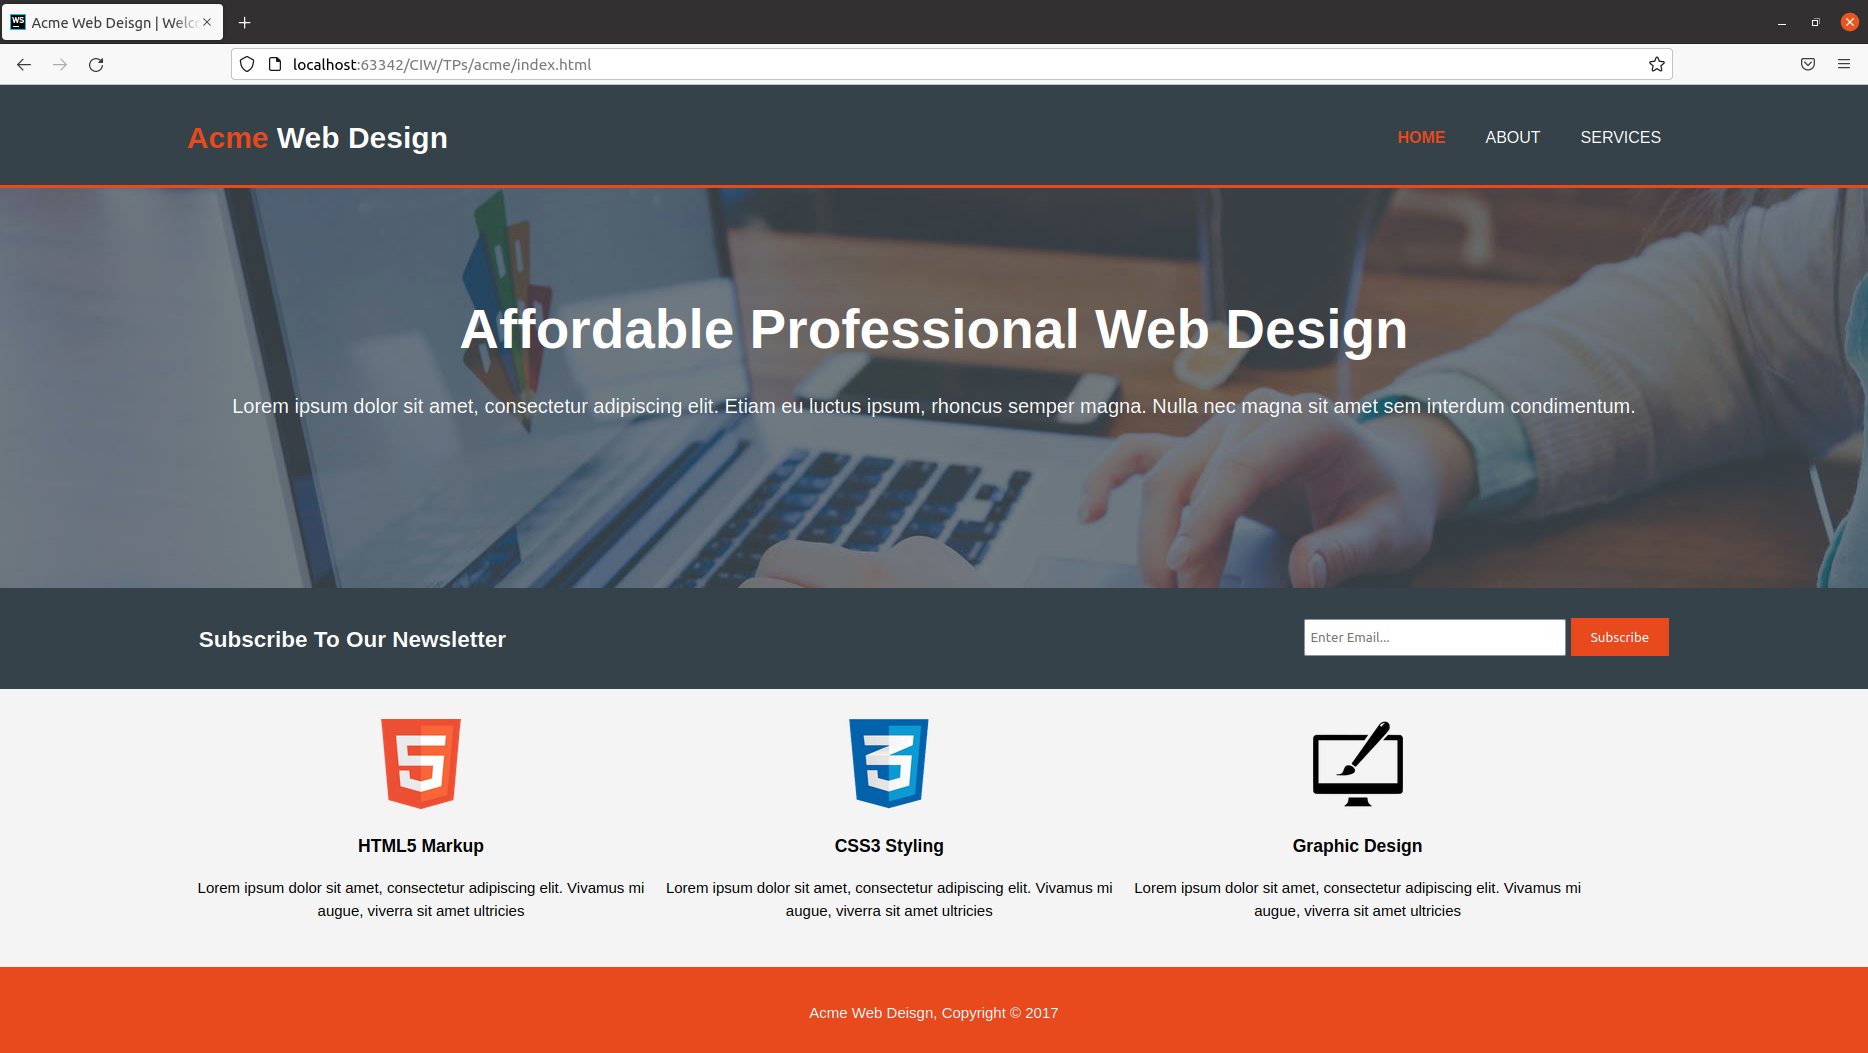 WS Acme Web Deisgn | Welc
localhost:63342/CIW/TPs/acme/index.html
Acme Web Design
HOME ABOUT SERVICES
Affordable Professional Web Design
Lorem ipsum dolor sit amet, consectetur adipiscing elit. Etiam eu luctus ipsum, rhoncus semper magna. Nulla nec magna sit amet sem interdum condimentum.
Subscribe To Our Newsletter
Enter Email... Subscribe
HTML5 Markup
Lorem ipsum dolor sit amet, consectetur adipiscing elit. Vivamus mi
augue, viverra sit amet ultricies
CSS3 Styling
Lorem ipsum dolor sit amet, consectetur adipiscing elit. Vivamus mi
augue, viverra sit amet ultricies
Graphic Design
Lorem ipsum dolor sit amet, consectetur adipiscing elit. Vivamus mi
augue, viverra sit amet ultricies
Acme Web Deisgn, Copyright © 2017